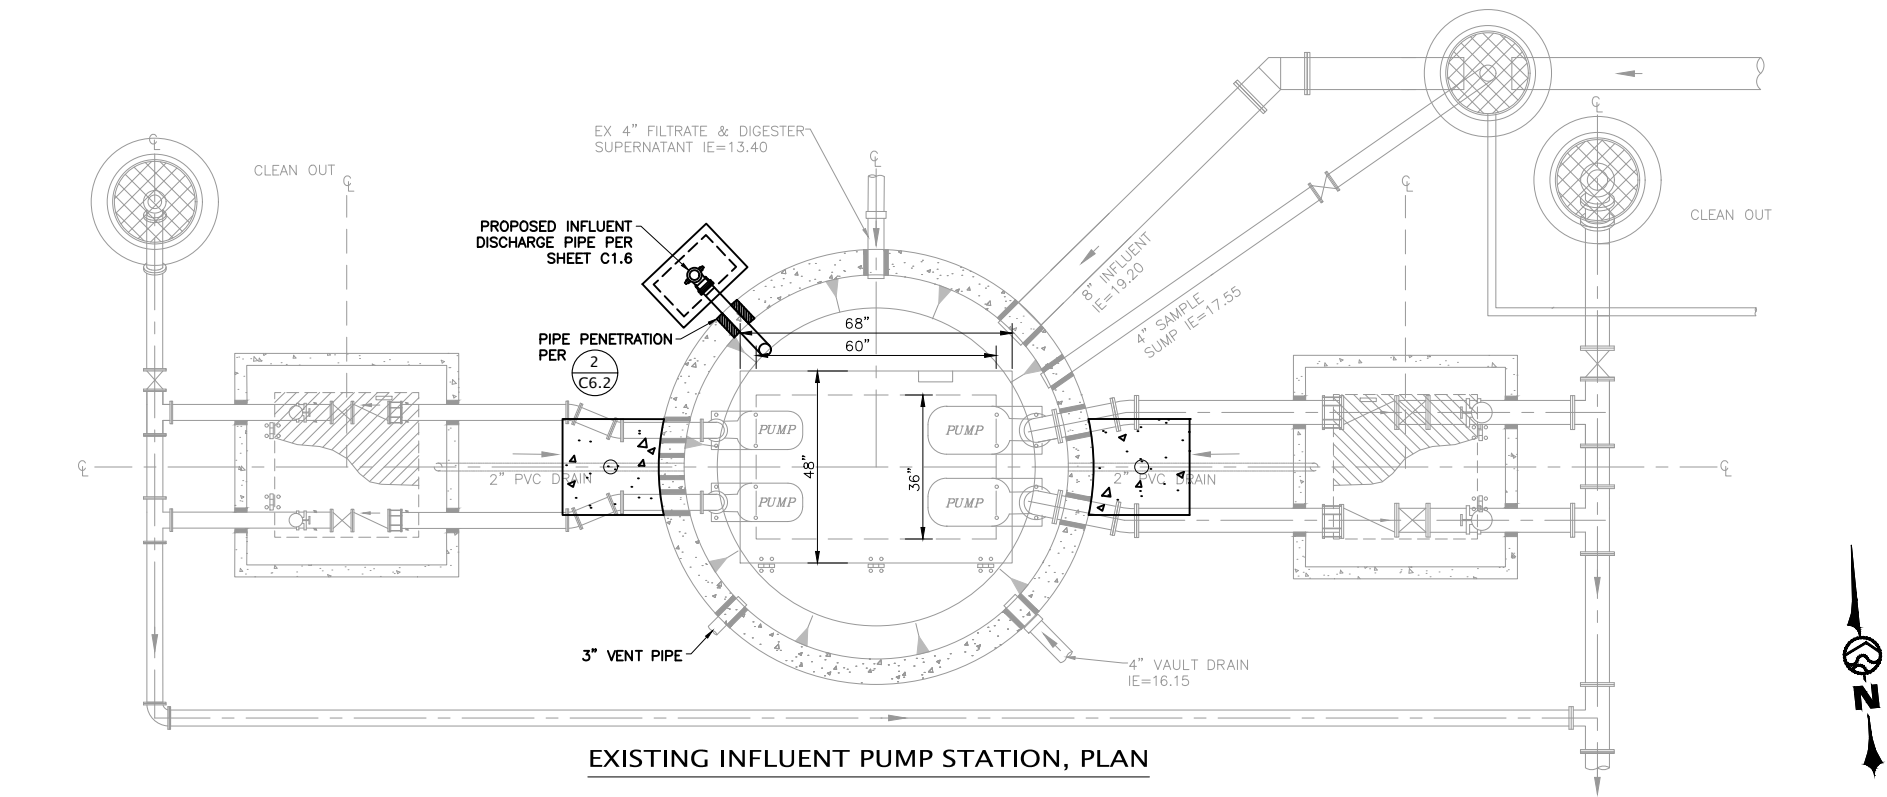 EX 4" FILTRATE & DIGESTER
SUPERNATANT IE=13.40
CLEAN OUT
CLEAN OUT
PROPOSED INFLUENT
DISCHARGE PIPE PER
SHEET C1.6
8" INFLUENT
IE=19.20
4" SAMPLE
SUMP IE=17.55
PIPE PENETRATION
PER
2
C6.2
68"
60"
48"
36"
PUMP
PUMP
PUMP
PUMP
2" PVC DRAIN
2" PVC DRAIN
3" VENT PIPE
4" VAULT DRAIN
IE=16.15
N
EXISTING INFLUENT PUMP STATION, PLAN